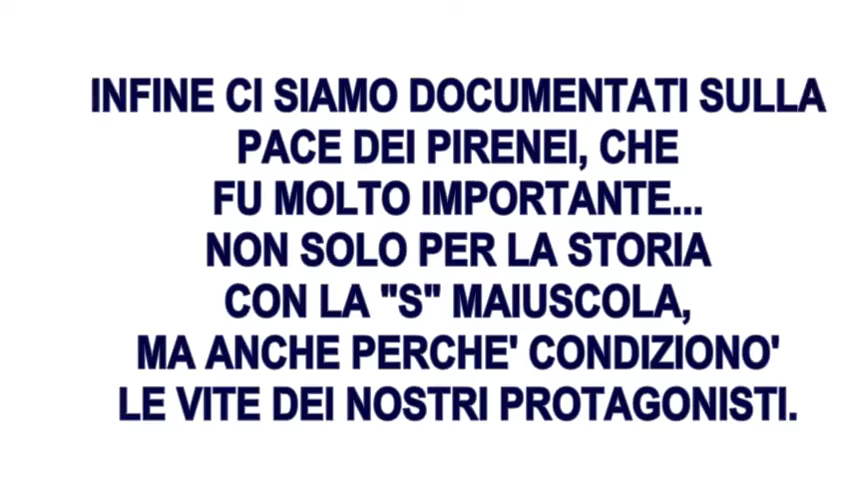 INFINE CI SIAMO DOCUMENTATI SULLA
PACE DEI PIRENEI, CHE
FU MOLTO IMPORTANTE...
NON SOLO PER LA STORIA
CON LA "S" MAIUSCOLA,
MA ANCHE PERCHE' CONDIZIONO'
LE VITE DEI NOSTRI PROTAGONISTI.